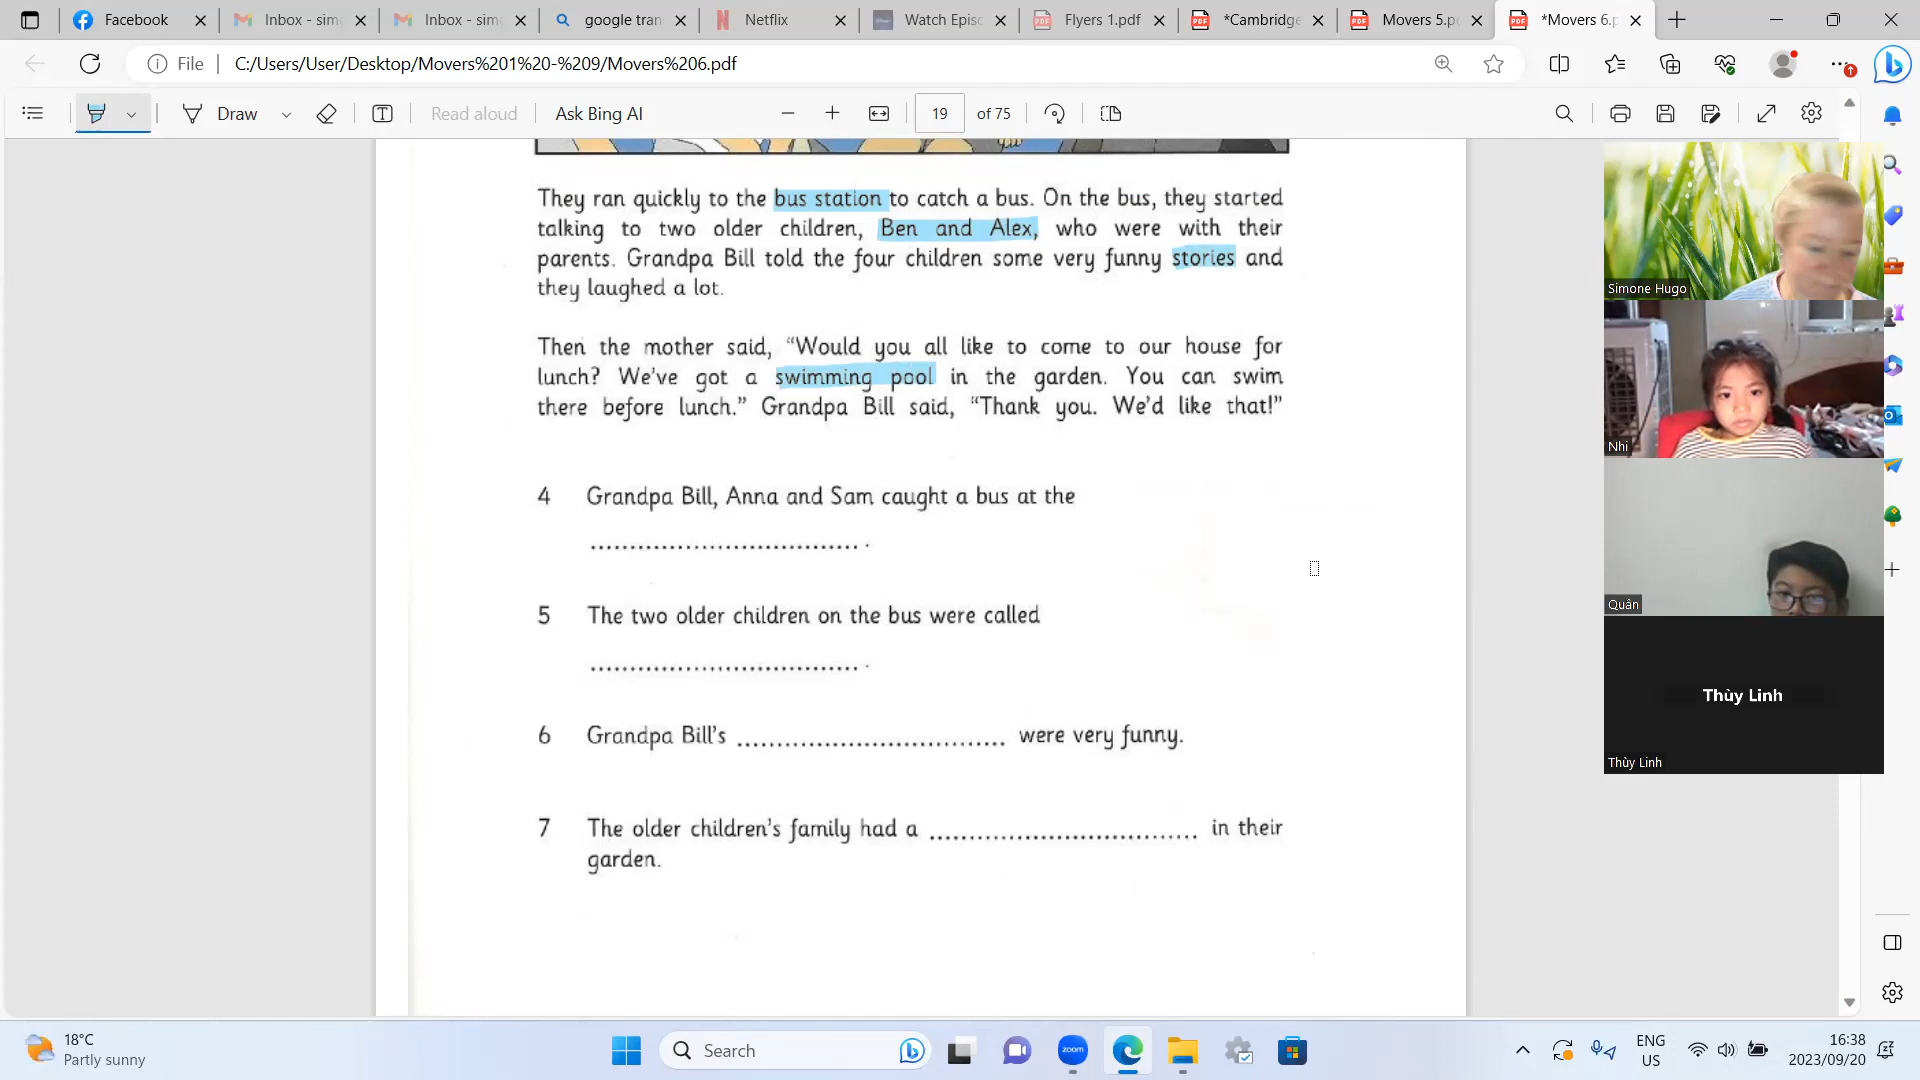 Facebook
Inbox - sim
Inbox - sim
google tran
Netflix
Watch Episo
Flyers 1.pdf
*Cambridge
Movers 5.p
*Movers 6.p
File
C:/Users/User/Desktop/Movers%201%20-%209/Movers%206.pdf
Draw
Read aloud
Ask Bing AI
19
of 75
They ran quickly to the bus station to catch a bus. On the bus, they started
talking to two older children, Ben and Alex, who were with their
parents. Grandpa Bill told the four children some very funny stories and
they laughed a lot.
Then the mother said, “Would you all like to come to our house for
lunch? We’ve got a swimming pool in the garden. You can swim
there before lunch.” Grandpa Bill said, “Thank you. We’d like that!”
4 Grandpa Bill, Anna and Sam caught a bus at the
.................................. .
5 The two older children on the bus were called
.................................. .
6 Grandpa Bill’s .................................. were very funny.
7 The older children’s family had a .................................. in their
garden.
Simone Hugo
Nhi
Quân
Thùy Linh
Thùy Linh
18°C
Partly sunny
Search
zoom
ENG
US
16:38
2023/09/20